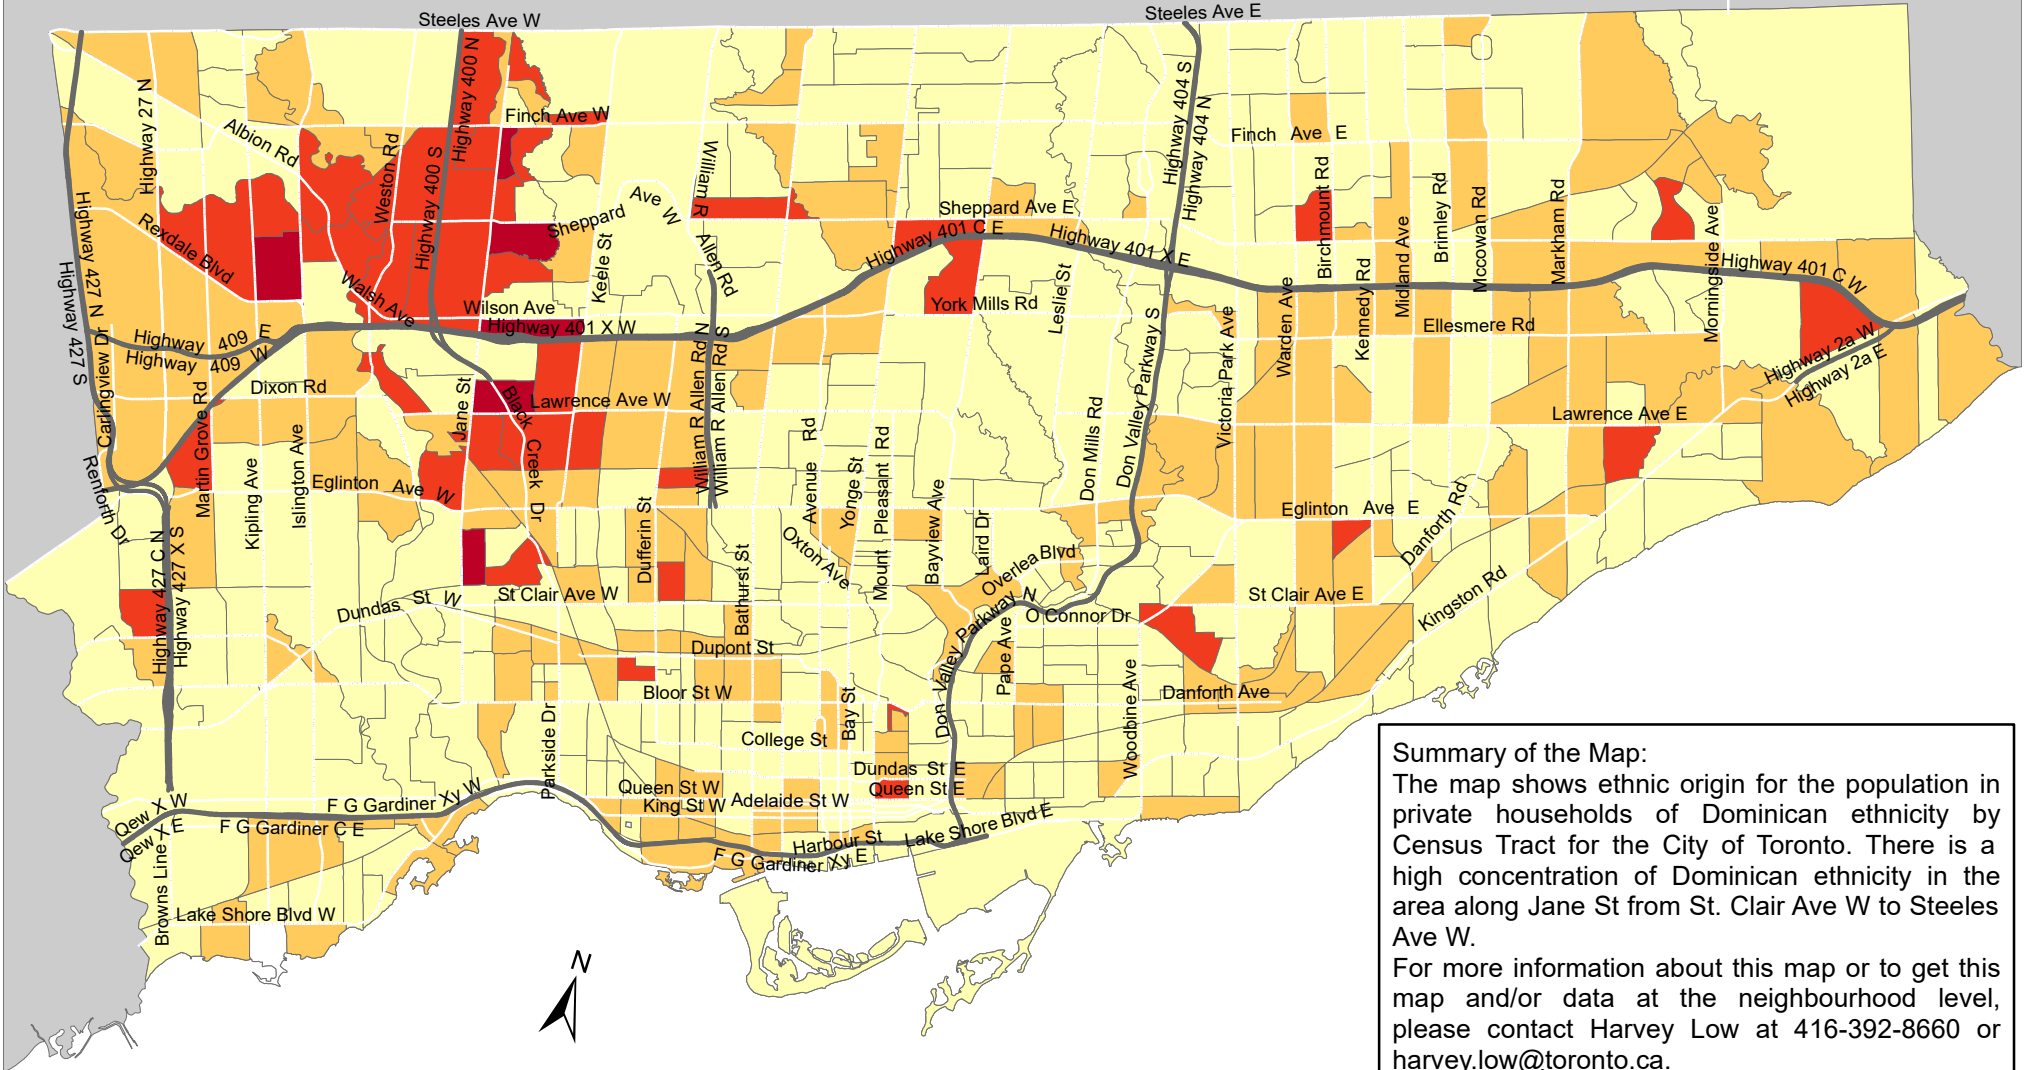 Steeles Ave W
Steeles Ave E
Highway 27 N
Albion Rd
Weston Rd
Highway 400 N
Highway 400 S
Finch Ave W
William R
Highway 404 S
Highway 404 N
Finch Ave E
Birchmount Rd
Brimley Rd
Mccowan Rd
Markham Rd
Midland Ave
Morningside Ave
Highway 427 N
Highway 427 S
Rexdale Blvd
Sheppard Ave W
Keele St
Allen Rd
Sheppard Ave E
Highway 401 C E
Highway 401 X E
Highway 401 C W
Walsh Ave
Wilson Ave
Highway 401 X W
York Mills Rd
Leslie St
Kennedy Rd
Warden Ave
Victoria Park Ave
Ellesmere Rd
Highway 2a W
Highway 2a E
Carlingview Dr
Highway 409 E
Highway 409 W
Dixon Rd
Martin Grove Rd
Jane St
Black Creek Dr
Lawrence Ave W
William R Allen Rd N
William R Allen Rd S
Don Mills Rd
Don Valley Parkway S
Lawrence Ave E
Renforth Dr
Kipling Ave
Islington Ave
Eglinton Ave W
Dufferin St
Avenue Rd
Yonge St
Mount Pleasant Rd
Bayview Ave
Laird Dr
Eglinton Ave E
Danforth Rd
Highway 427 C N
Highway 427 X S
Oxton Ave
Overlea Blvd
Bathurst St
Dundas St W
St Clair Ave W
St Clair Ave E
Kingston Rd
O Connor Dr
Don Valley Parkway N
Pape Ave
Dupont St
Bloor St W
Danforth Ave
Woodbine Ave
Bay St
Parkside Dr
College St
Dundas St E
Queen St W
Queen St E
King St W
Adelaide St W
F G Gardiner Xy W
F G Gardiner C E
Qew X W
Qew X E
Harbour St
Lake Shore Blvd E
F G Gardiner Xy E
Browns Line
Lake Shore Blvd W
N
Summary of the Map:
The map shows ethnic origin for the population in
private households of Dominican ethnicity by
Census Tract for the City of Toronto. There is a
high concentration of Dominican ethnicity in the
area along Jane St from St. Clair Ave W to Steeles
Ave W.
For more information about this map or to get this
map and/or data at the neighbourhood level,
please contact Harvey Low at 416-392-8660 or
harvey.low@toronto.ca.